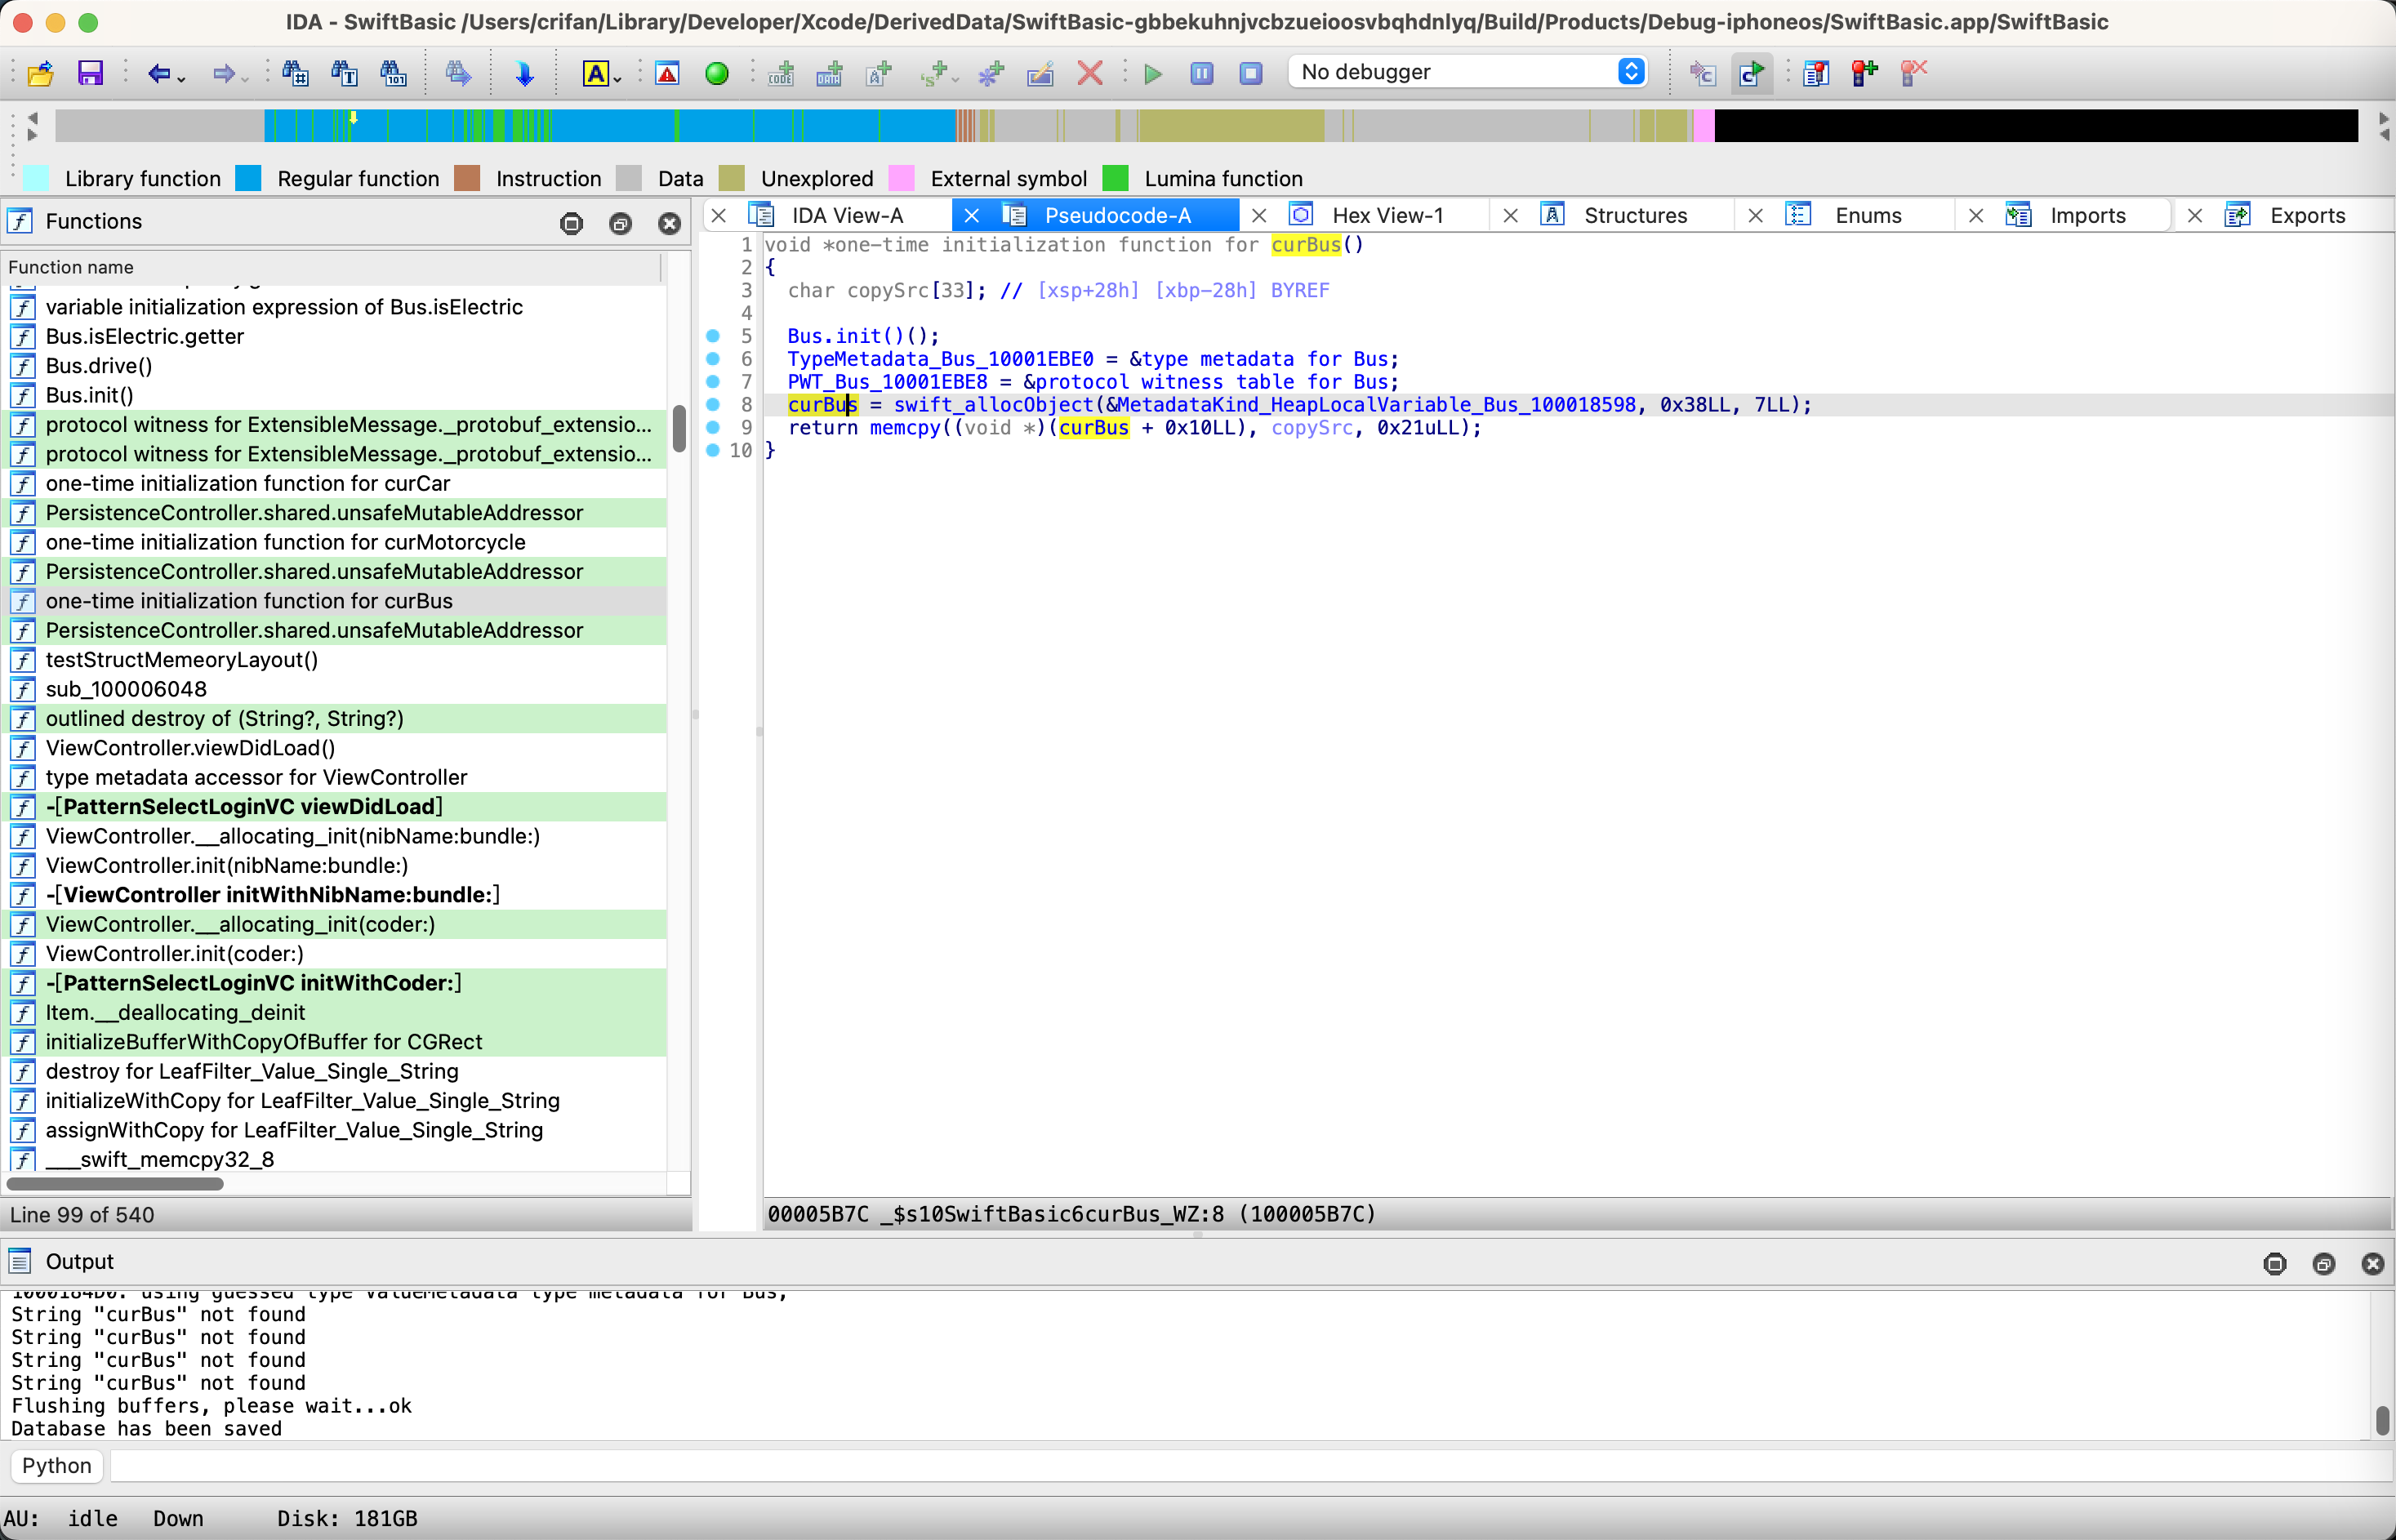 IDA - SwiftBasic /Users/crifan/Library/Developer/Xcode/DerivedData/SwiftBasic-gbbekuhnjvcbzueioosvbqhdnlyq/Build/Products/Debug-iphoneos/SwiftBasic.app/SwiftBasic
No debugger
Library function Regular function Instruction Data Unexplored External symbol Lumina function
Functions
Function name
variable initialization expression of Bus.isElectric
Bus.isElectric.getter
Bus.drive()
Bus.init()
protocol witness for ExtensibleMessage._protobuf_extensio...
protocol witness for ExtensibleMessage._protobuf_extensio...
one-time initialization function for curCar
PersistenceController.shared.unsafeMutableAddressor
one-time initialization function for curMotorcycle
PersistenceController.shared.unsafeMutableAddressor
one-time initialization function for curBus
PersistenceController.shared.unsafeMutableAddressor
testStructMemeoryLayout()
sub_100006048
outlined destroy of (String?, String?)
ViewController.viewDidLoad()
type metadata accessor for ViewController
-[PatternSelectLoginVC viewDidLoad]
ViewController.__allocating_init(nibName:bundle:)
ViewController.init(nibName:bundle:)
-[ViewController initWithNibName:bundle:]
ViewController.__allocating_init(coder:)
ViewController.init(coder:)
-[PatternSelectLoginVC initWithCoder:]
Item.__deallocating_deinit
initializeBufferWithCopyOfBuffer for CGRect
destroy for LeafFilter_Value_Single_String
initializeWithCopy for LeafFilter_Value_Single_String
assignWithCopy for LeafFilter_Value_Single_String
___swift_memcpy32_8
Line 99 of 540
IDA View-A Pseudocode-A Hex View-1 Structures Enums Imports Exports
1 void *one-time initialization function for curBus()
2 {
3 char copySrc[33]; // [xsp+28h] [xbp-28h] BYREF
4
5 Bus.init()();
6 TypeMetadata_Bus_10001EBE0 = &type metadata for Bus;
7 PWT_Bus_10001EBE8 = &protocol witness table for Bus;
8 curBus = swift_allocObject(&MetadataKind_HeapLocalVariable_Bus_100018598, 0x38LL, 7LL);
9 return memcpy((void *)(curBus + 0x10LL), copySrc, 0x21uLL);
10 }
00005B7C _$s10SwiftBasic6curBus_WZ:8 (100005B7C)
Output
1000184D0: using guessed type ValueMetadata type metadata for Bus;
String "curBus" not found
String "curBus" not found
String "curBus" not found
String "curBus" not found
Flushing buffers, please wait...ok
Database has been saved
Python
AU: idle Down Disk: 181GB